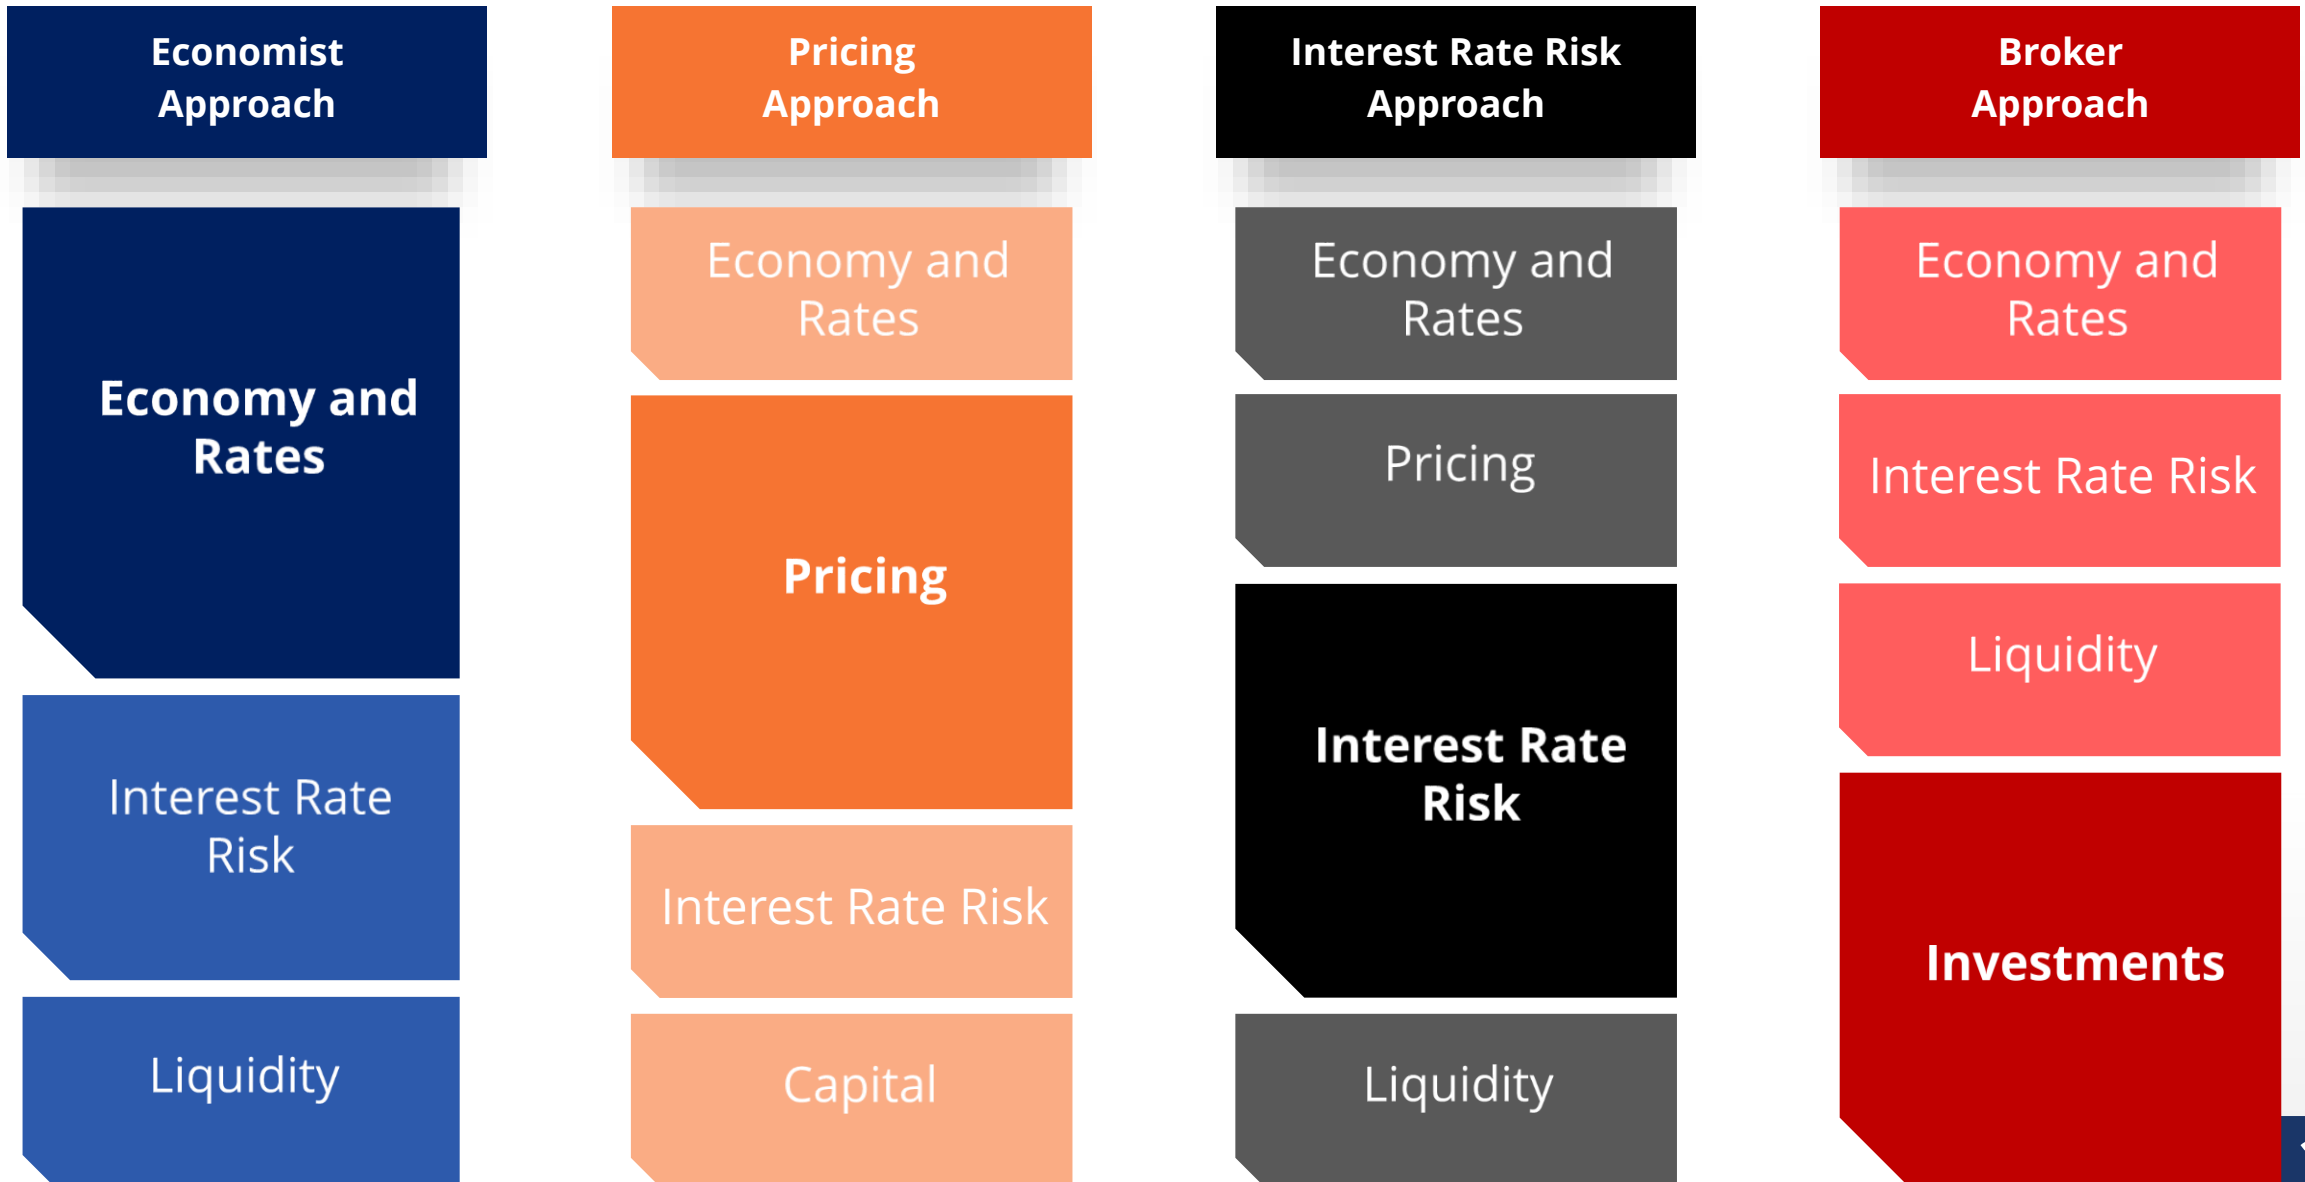 Economist
Approach
Economy and
Rates
Interest Rate
Risk
Liquidity
Pricing
Approach
Economy and
Rates
Pricing
Interest Rate Risk
Capital
Interest Rate Risk
Approach
Economy and
Rates
Pricing
Interest Rate
Risk
Liquidity
Broker
Approach
Economy and
Rates
Interest Rate Risk
Liquidity
Investments